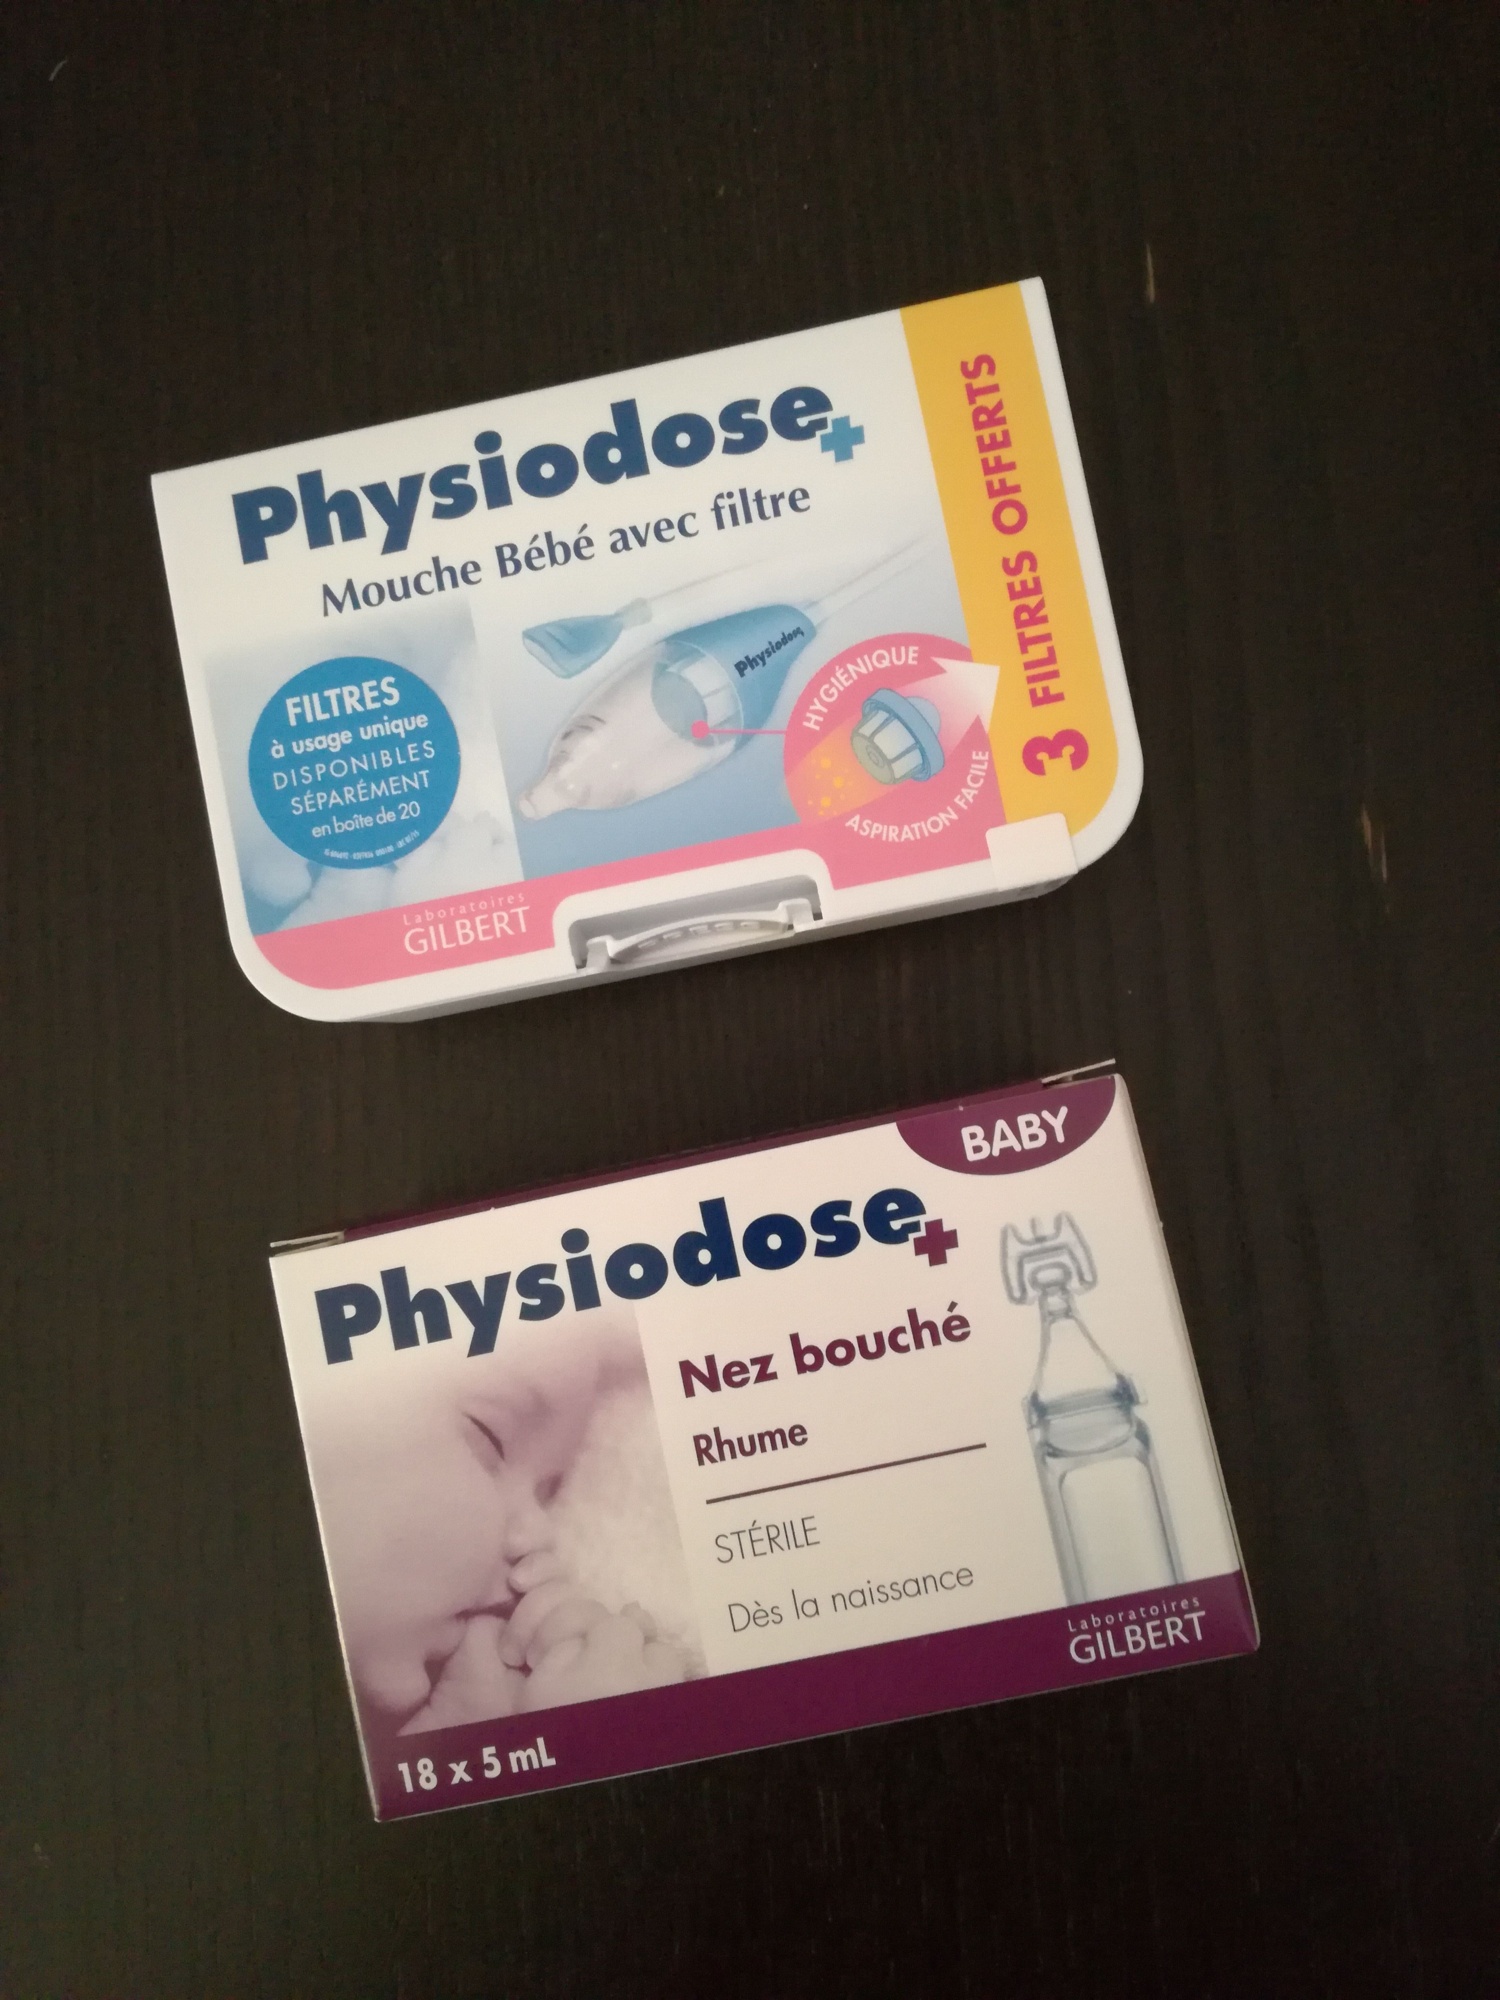 Physiodose
Mouche Bébé avec filtre
Physiodose
FILTRES
à usage unique
DISPONIBLES
SÉPARÉMENT
en boîte de 20
HYGIÉNIQUE
ASPIRATION FACILE
3 FILTRES OFFERTS
Laboratoires
GILBERT
BABY
Physiodose
Nez bouché
Rhume
STÉRILE
Dès la naissance
Laboratoires
GILBERT
18 x 5 mL